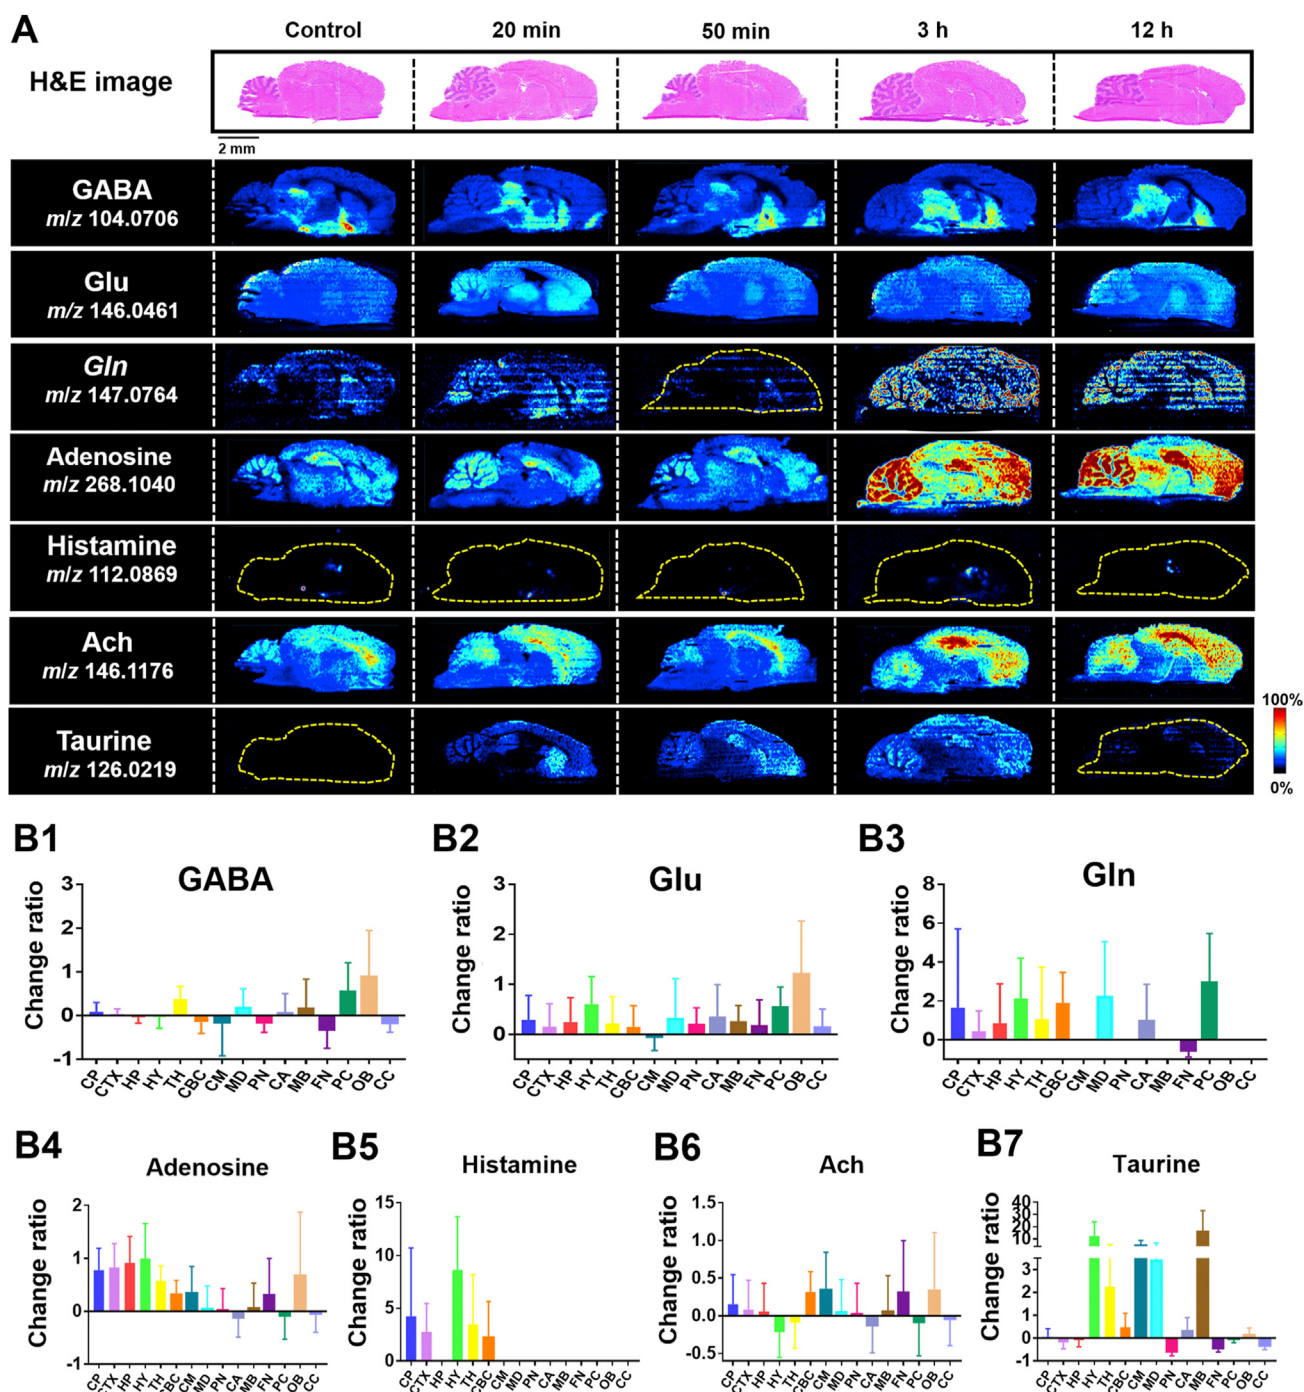 A
Control 20 min 50 min 3 h 12 h
H&E image
2 mm
GABA
m/z 104.0706
Glu
m/z 146.0461
Gln
m/z 147.0764
Adenosine
m/z 268.1040
Histamine
m/z 112.0869
Ach
m/z 146.1176
Taurine
m/z 126.0219
100%
0%
B1
GABA
Change ratio
3
2
1
0
-1
CP CTX HP HY TH CBC CM MD PN CA MB FN PC OB CC
B2
Glu
Change ratio
3
2
1
0
CP CTX HP HY TH CBC CM MD PN CA MB FN PC OB CC
B3
Gln
Change ratio
8
6
4
2
0
CP CTX HP HY TH CBC CM MD PN CA MB FN PC OB CC
B4
Adenosine
Change ratio
2
1
0
-1
CP CTX HP HY TH CBC CM MD PN CA MB FN PC OB CC
B5
Histamine
Change ratio
15
10
5
0
CP CTX HP HY TH CBC CM MD PN CA MB FN PC OB CC
B6
Ach
Change ratio
1.5
1.0
0.5
0.0
-0.5
CP CTX HP HY TH CBC CM MD PN CA MB FN PC OB CC
B7
Taurine
Change ratio
40
30
20
10
3
2
1
0
-1
CP CTX HP HY TH CBC CM MD PN CA MB FN PC OB CC